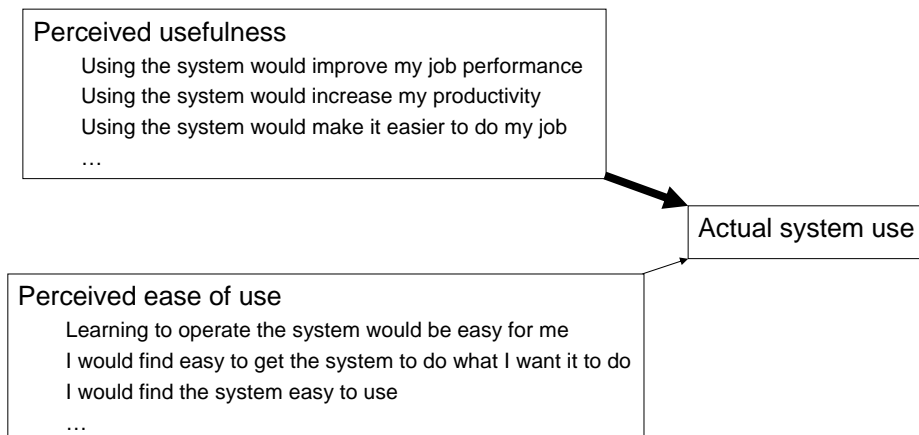 Perceived usefulness
Using the system would improve my job performance
Using the system would increase my productivity
Using the system would make it easier to do my job
…
Actual system use
Perceived ease of use
Learning to operate the system would be easy for me
I would find easy to get the system to do what I want it to do
I would find the system easy to use
…